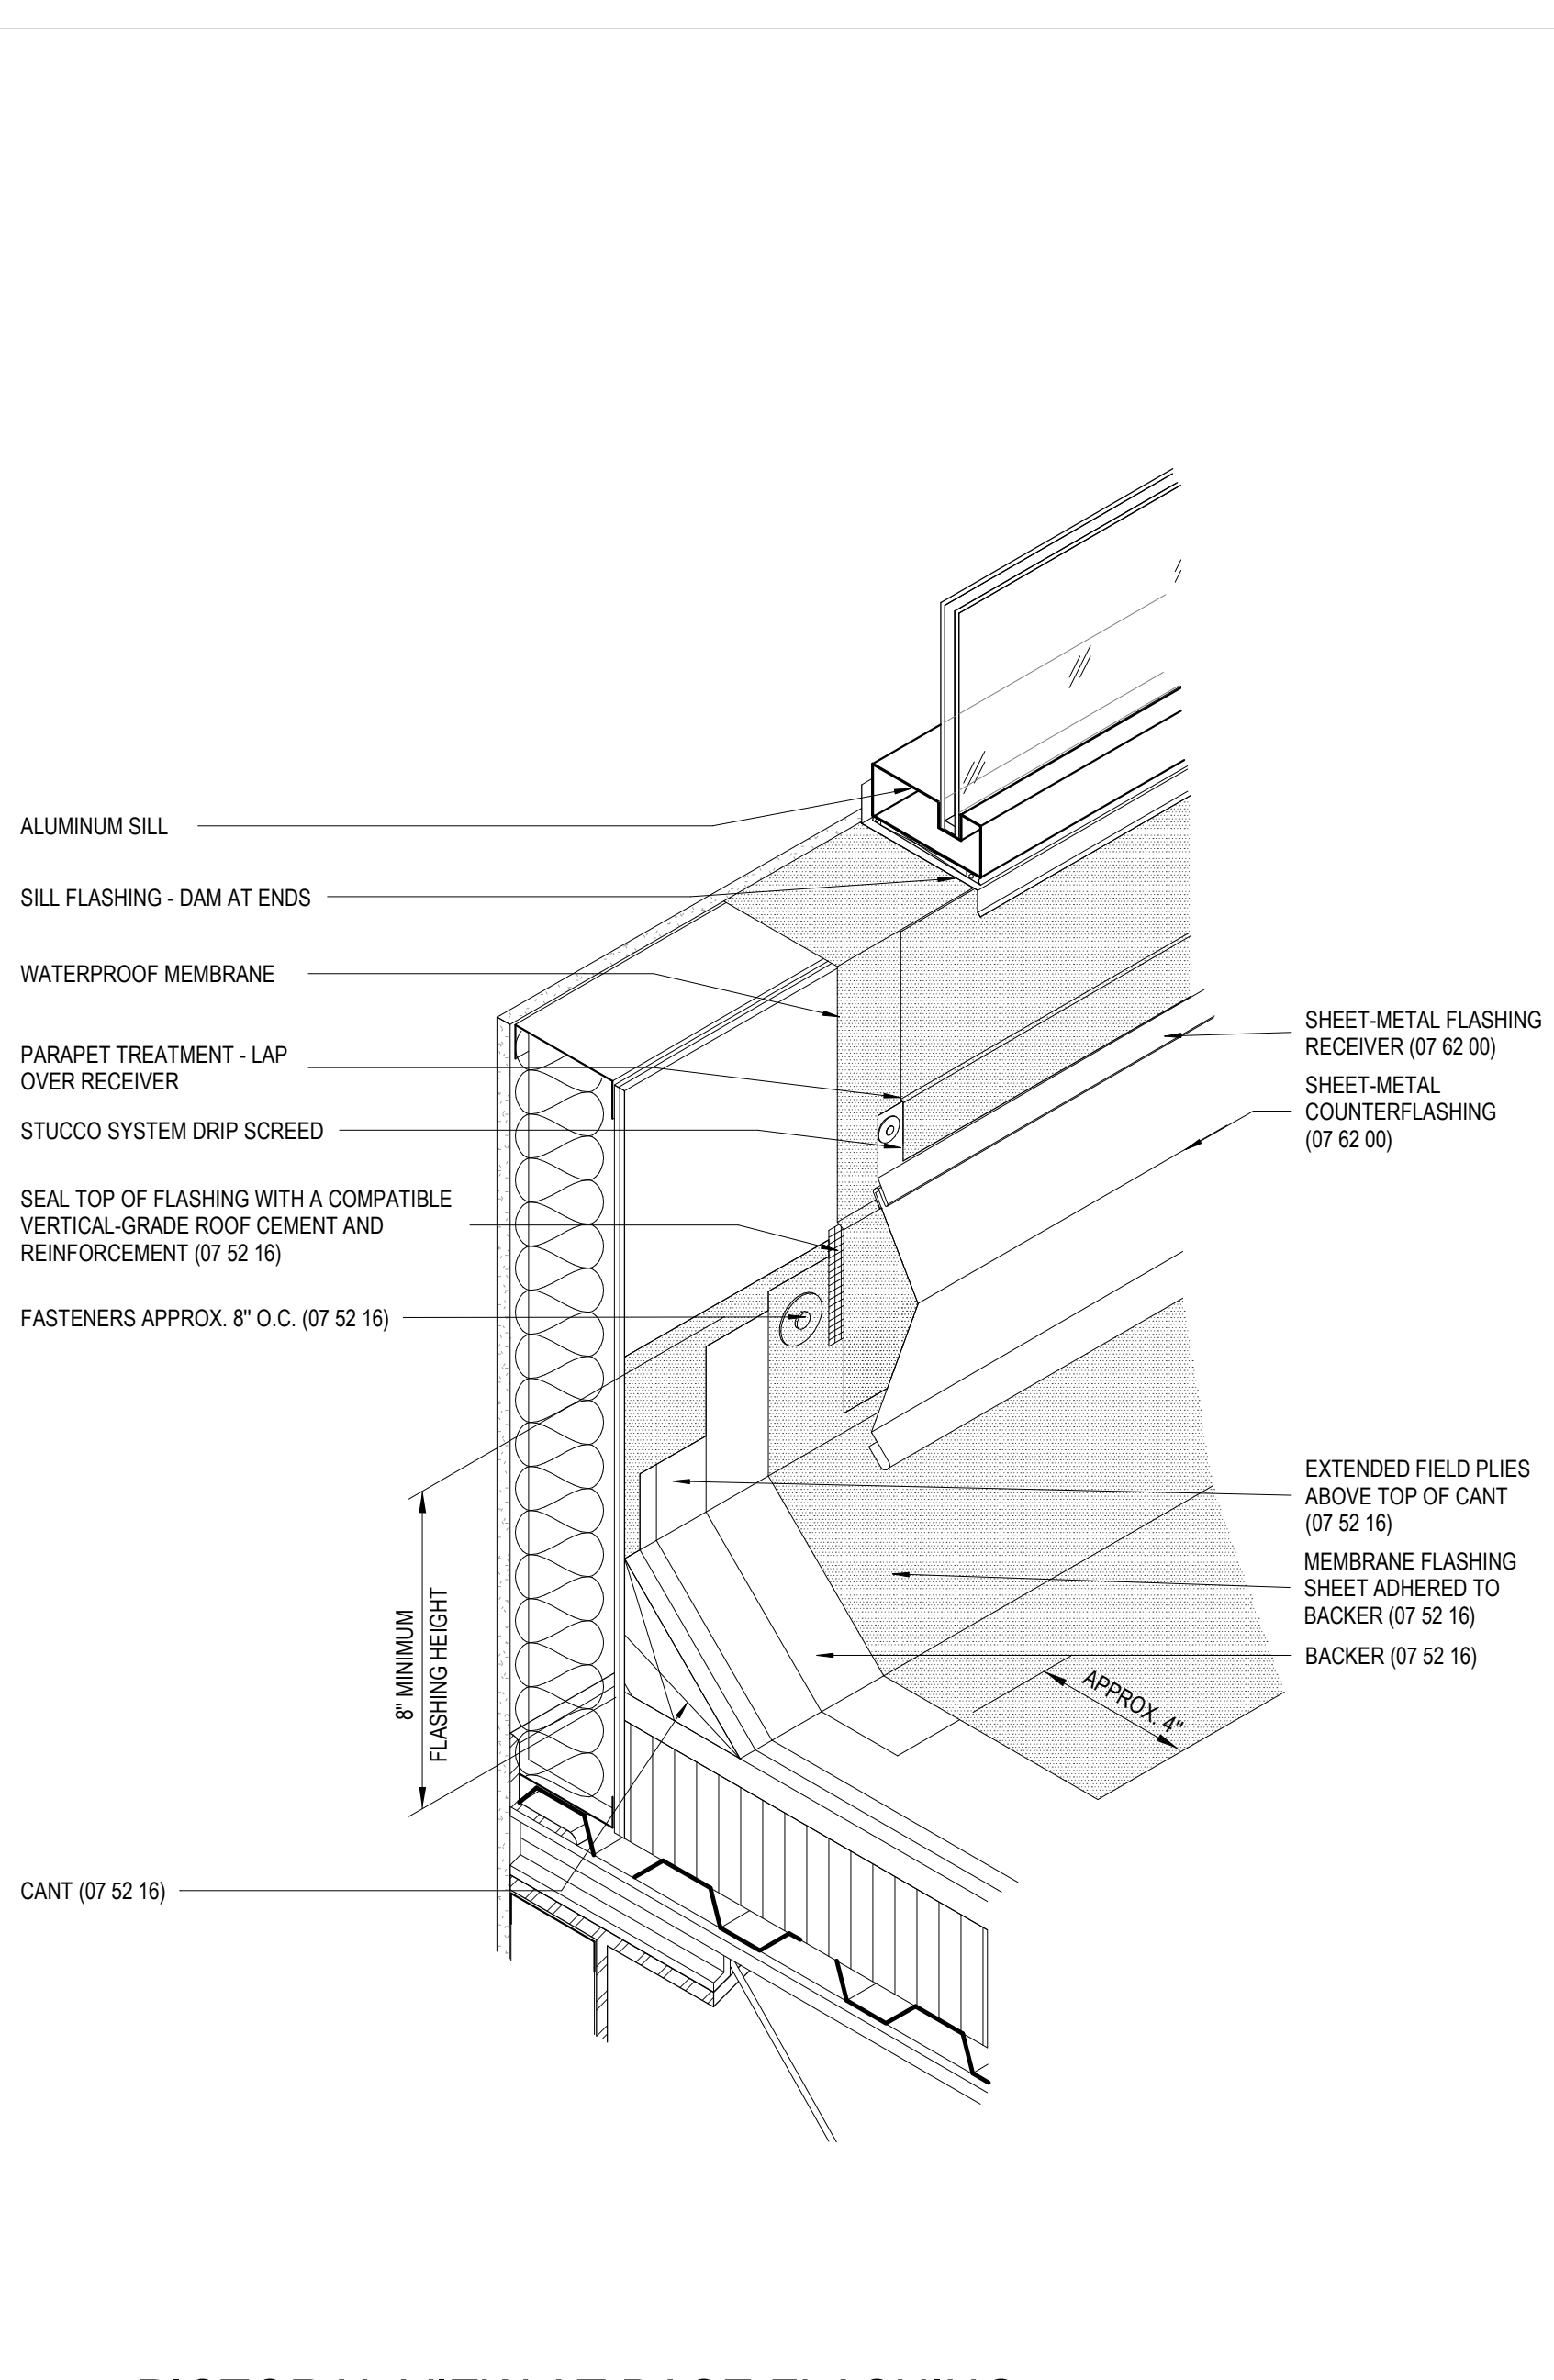 ALUMINUM SILL
SILL FLASHING - DAM AT ENDS
WATERPROOF MEMBRANE
PARAPET TREATMENT - LAP
OVER RECEIVER
STUCCO SYSTEM DRIP SCREED
SEAL TOP OF FLASHING WITH A COMPATIBLE
VERTICAL-GRADE ROOF CEMENT AND
REINFORCEMENT (07 52 16)
FASTENERS APPROX. 8" O.C. (07 52 16)
8" MINIMUM
FLASHING HEIGHT
CANT (07 52 16)
SHEET-METAL FLASHING
RECEIVER (07 62 00)
SHEET-METAL
COUNTERFLASHING
(07 62 00)
EXTENDED FIELD PLIES
ABOVE TOP OF CANT
(07 52 16)
MEMBRANE FLASHING
SHEET ADHERED TO
BACKER (07 52 16)
BACKER (07 52 16)
APPROX. 4"
VIEW AT BASE FLASHING